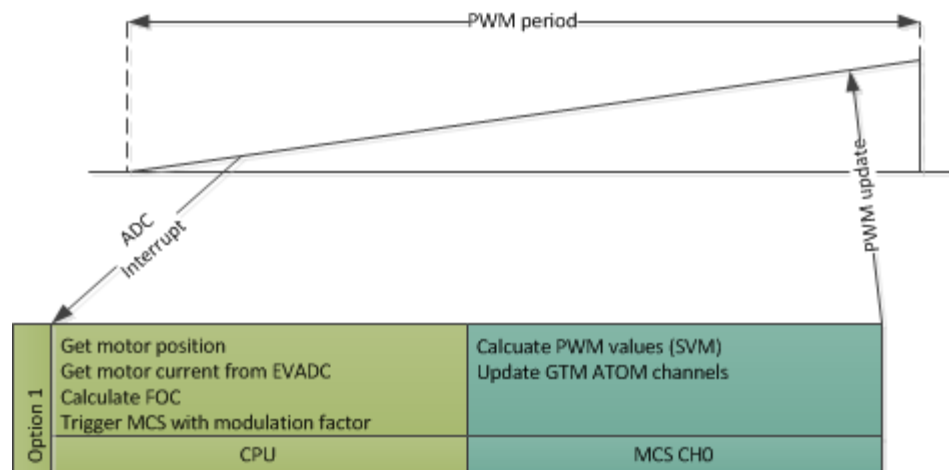 PWM period
ADC
Interrupt
PWM update
Option 1
Get motor position
Get motor current from EVADC
Calculate FOC
Trigger MCS with modulation factor
CPU
Calcuate PWM values (SVM)
Update GTM ATOM channels
MCS CH0